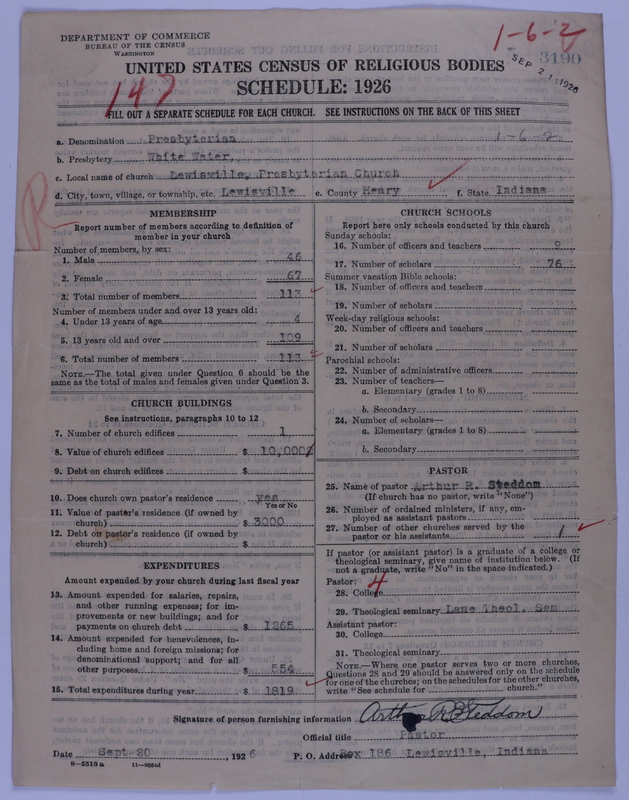 DEPARTMENT OF COMMERCE
BUREAU OF THE CENSUS
WASHINGTON
1-6-2
3190
SEP 21 1926
UNITED STATES CENSUS OF RELIGIOUS BODIES
SCHEDULE: 1926
147
FILL OUT A SEPARATE SCHEDULE FOR EACH CHURCH. SEE INSTRUCTIONS ON THE BACK OF THIS SHEET
a. Denomination Presbyterian 1-6-2
b. Presbytery White Water,
c. Local name of church Lewisville, Presbyterian Church
d. City, town, village, or township, etc. Lewisville e. County Henry f. State Indiana
R
MEMBERSHIP
Report number of members according to definition of
member in your church
Number of members, by sex:
1. Male 46
2. Female 67
3. Total number of members 113
Number of members under and over 13 years old:
4. Under 13 years of age 4
5. 13 years old and over 109
6. Total number of members 113
NOTE.—The total given under Question 6 should be the
same as the total of males and females given under Question 3.
CHURCH BUILDINGS
See instructions, paragraphs 10 to 12
7. Number of church edifices 1
8. Value of church edifices $ 10,000
9. Debt on church edifices $
10. Does church own pastor's residence yes
Yes or No
11. Value of pastor's residence (if owned by
church) $ 3000
12. Debt on pastor's residence (if owned by
church) $
EXPENDITURES
Amount expended by your church during last fiscal year
13. Amount expended for salaries, repairs,
and other running expenses; for im-
provements or new buildings; and for
payments on church debt $ 1265
14. Amount expended for benevolences, in-
cluding home and foreign missions; for
denominational support; and for all
other purposes. $ 554
15. Total expenditures during year $ 1819
CHURCH SCHOOLS
Report here only schools conducted by this church
Sunday schools:
16. Number of officers and teachers 9
17. Number of scholars 76
Summer vacation Bible schools:
18. Number of officers and teachers
19. Number of scholars
Week-day religious schools:
20. Number of officers and teachers
21. Number of scholars
Parochial schools:
22. Number of administrative officers
23. Number of teachers—
a. Elementary (grades 1 to 8)
b. Secondary
24. Number of scholars—
a. Elementary (grades 1 to 8)
b. Secondary
PASTOR
25. Name of pastor Arthur R. Steddom
(If church has no pastor, write "None")
26. Number of ordained ministers, if any, em-
ployed as assistant pastors
27. Number of other churches served by the
pastor or his assistants 1
If pastor (or assistant pastor) is a graduate of a college or
theological seminary, give name of institution below. (If
not a graduate, write "No" in the space indicated.)
Pastor: 4
28. College
29. Theological seminary Lane Theol. Sem
Assistant pastor:
30. College
31. Theological seminary
NOTE.—Where one pastor serves two or more churches,
Questions 28 and 29 should be answered only on the schedule
for one of the churches; on the schedules for the other churches,
write "See schedule for church."
Signature of person furnishing information Arthur R. Steddom
Official title Pastor
Date Sept 20, 1926 P. O. Address Box 186 Lewisville, Indiana
8-5518a 11-9084d